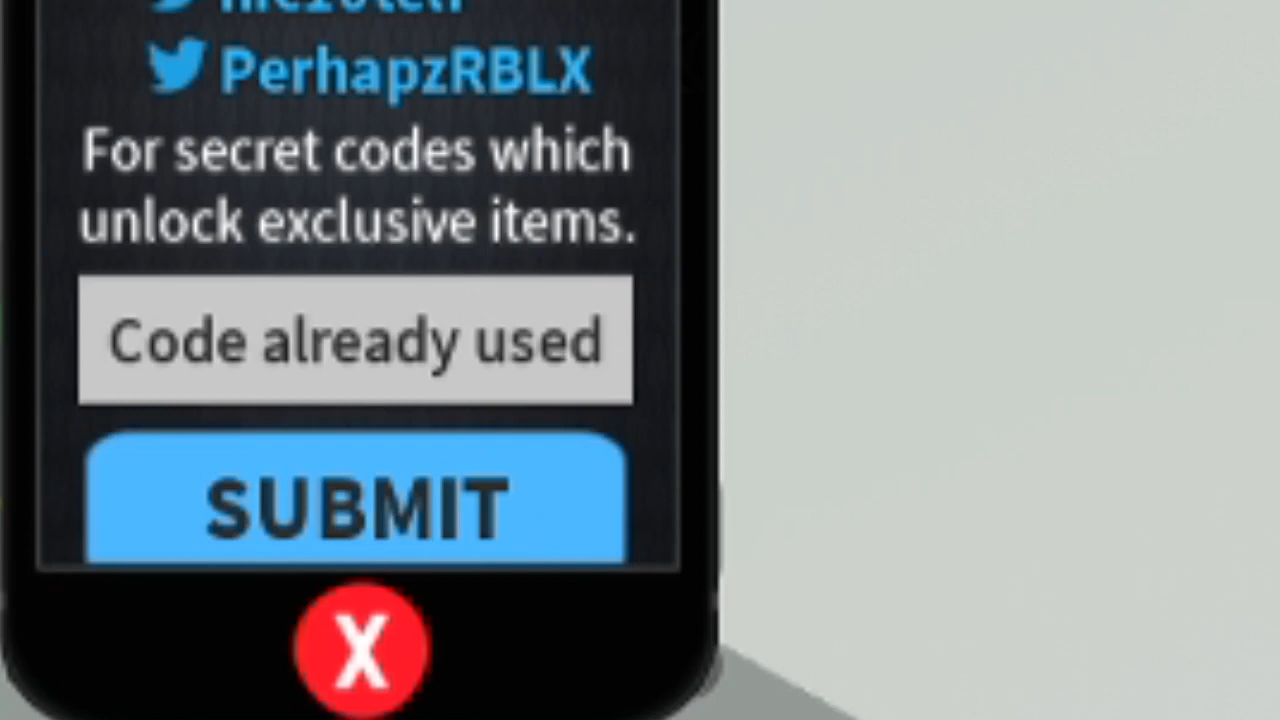 PerhapzRBLX
For secret codes which
unlock exclusive items.
Code already used
SUBMIT
X